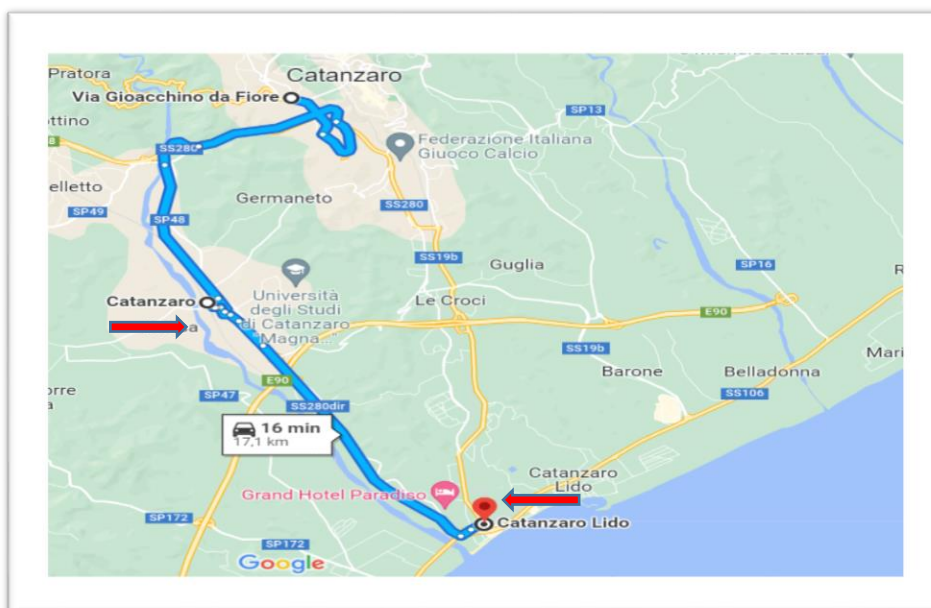 Pratora
Catanzaro
Via Gioacchino da Fiore
ottino
SP13
Federazione Italiana
Giuoco Calcio
SS280
elletto
SP49
Germaneto
SS280
SP48
SS19b
Guglia
SP16
R
Catanzaro
Università
degli Studi
di Catanzaro
Magna...
Le Croci
ea
E90
SS19b
Mari
Barone
Belladonna
E90
SS106
orre
a
SP47
SS280dir
16 min
17,1 km
Catanzaro
Lido
Grand Hotel Paradiso
Catanzaro Lido
SP172
SP172
Google